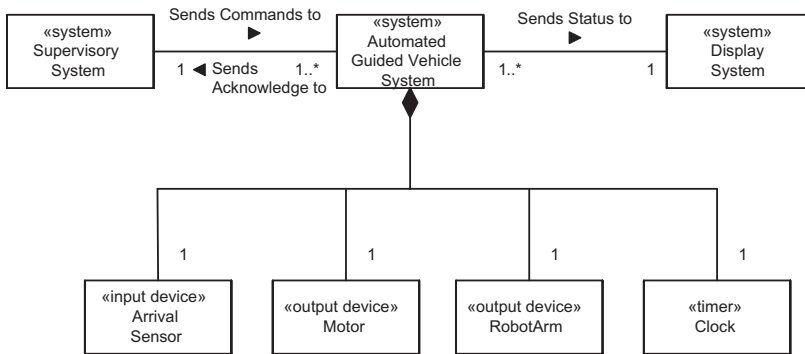 Sends Commands to
▶
Sends Status to
▶
«system»
Supervisory
System
«system»
Automated
Guided Vehicle
System
«system»
Display
System
1
◀ Sends
Acknowledge to
1..*
1..*
1
1
1
1
1
«input device»
Arrival
Sensor
«output device»
Motor
«output device»
RobotArm
«timer»
Clock